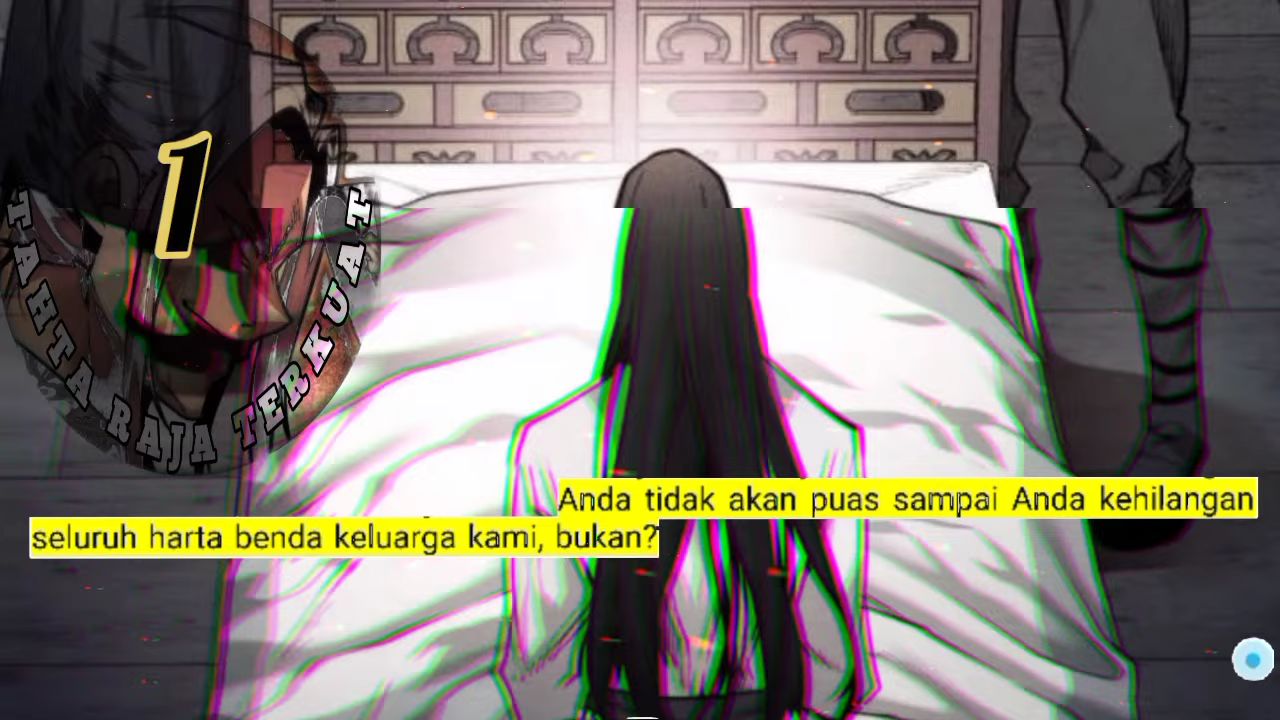 1
TAHTA RAJA TERKUAT
Anda tidak akan puas sampai Anda kehilangan
seluruh harta benda keluarga kami, bukan?